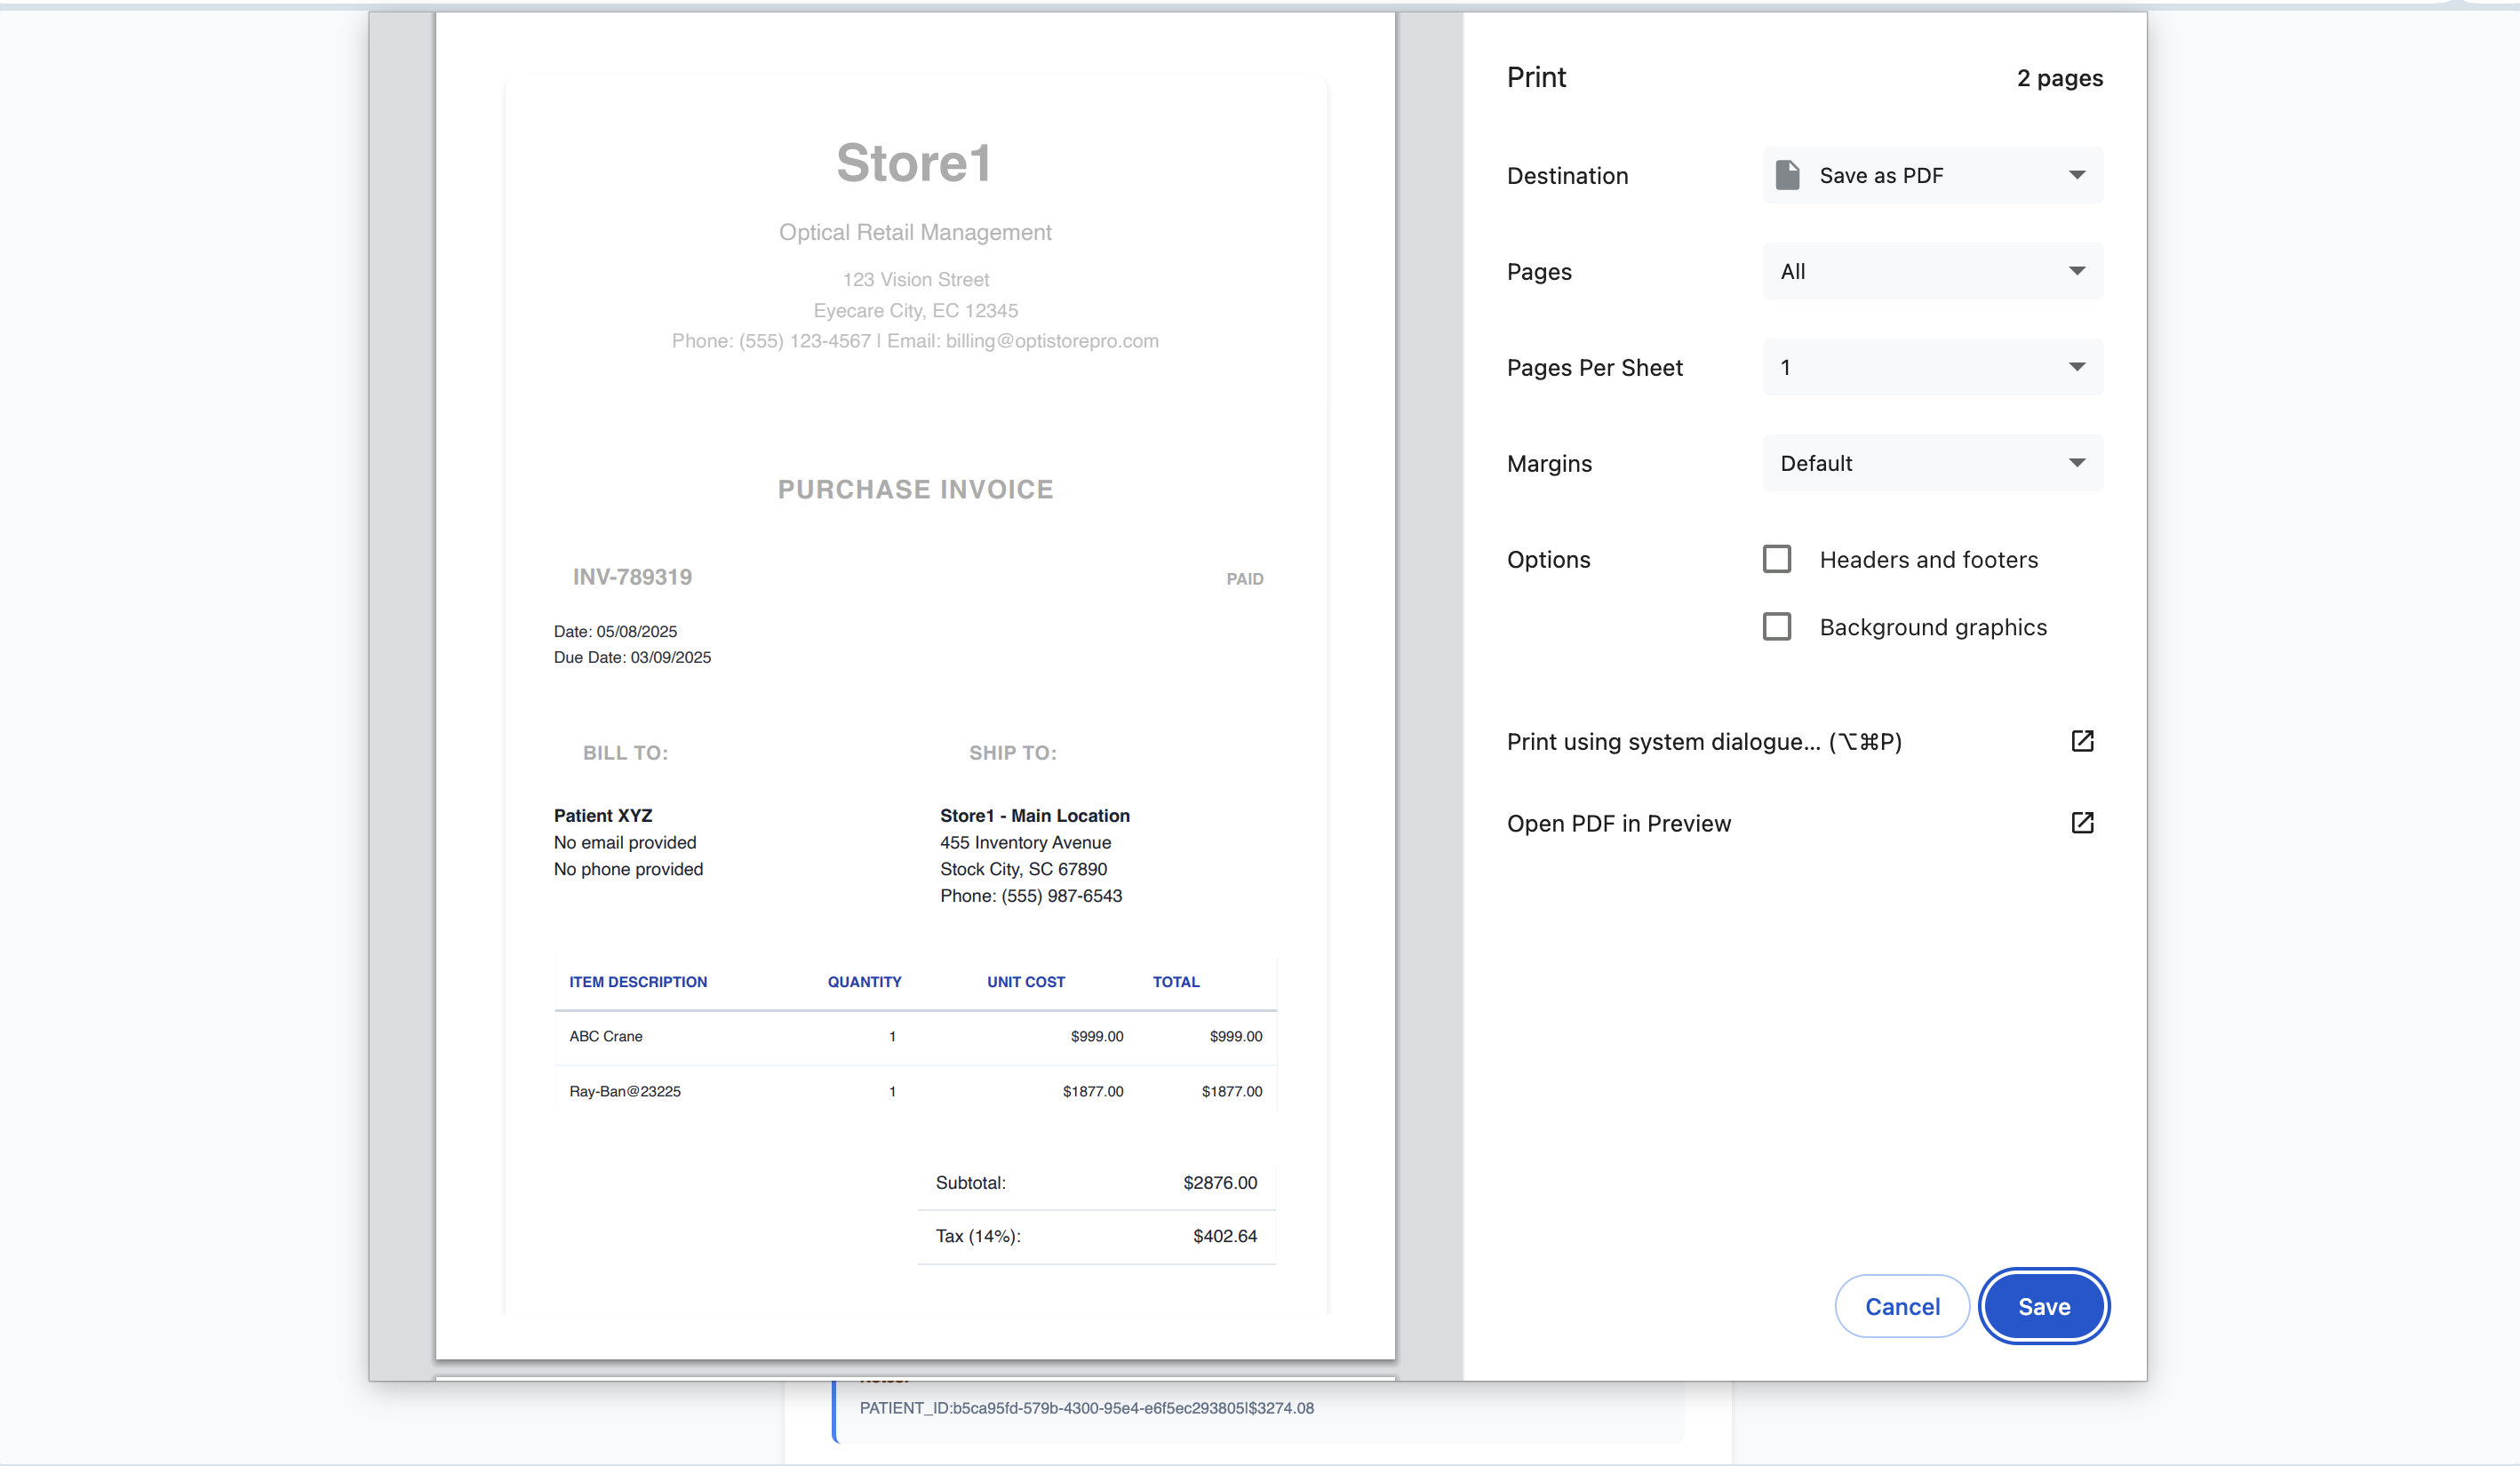 Store1
Optical Retail Management
123 Vision Street
Eyecare City, EC 12345
Phone: (555) 123-4567 | Email: billing@optistorepro.com
PURCHASE INVOICE
INV-789319 PAID
Date: 05/08/2025
Due Date: 03/09/2025
BILL TO: SHIP TO:
Patient XYZ Store1 - Main Location
No email provided 455 Inventory Avenue
No phone provided Stock City, SC 67890
Phone: (555) 987-6543
ITEM DESCRIPTION QUANTITY UNIT COST TOTAL
ABC Crane 1 $999.00 $999.00
Ray-Ban@23225 1 $1877.00 $1877.00
Subtotal: $2876.00
Tax (14%): $402.64
Print 2 pages
Destination Save as PDF
Pages All
Pages Per Sheet 1
Margins Default
Options Headers and footers
Background graphics
Print using system dialogue... (⌥⌘P)
Open PDF in Preview
Cancel Save
PATIENT_ID:b5ca95fd-579b-4300-95e4-e6f5ec293805|$3274.08